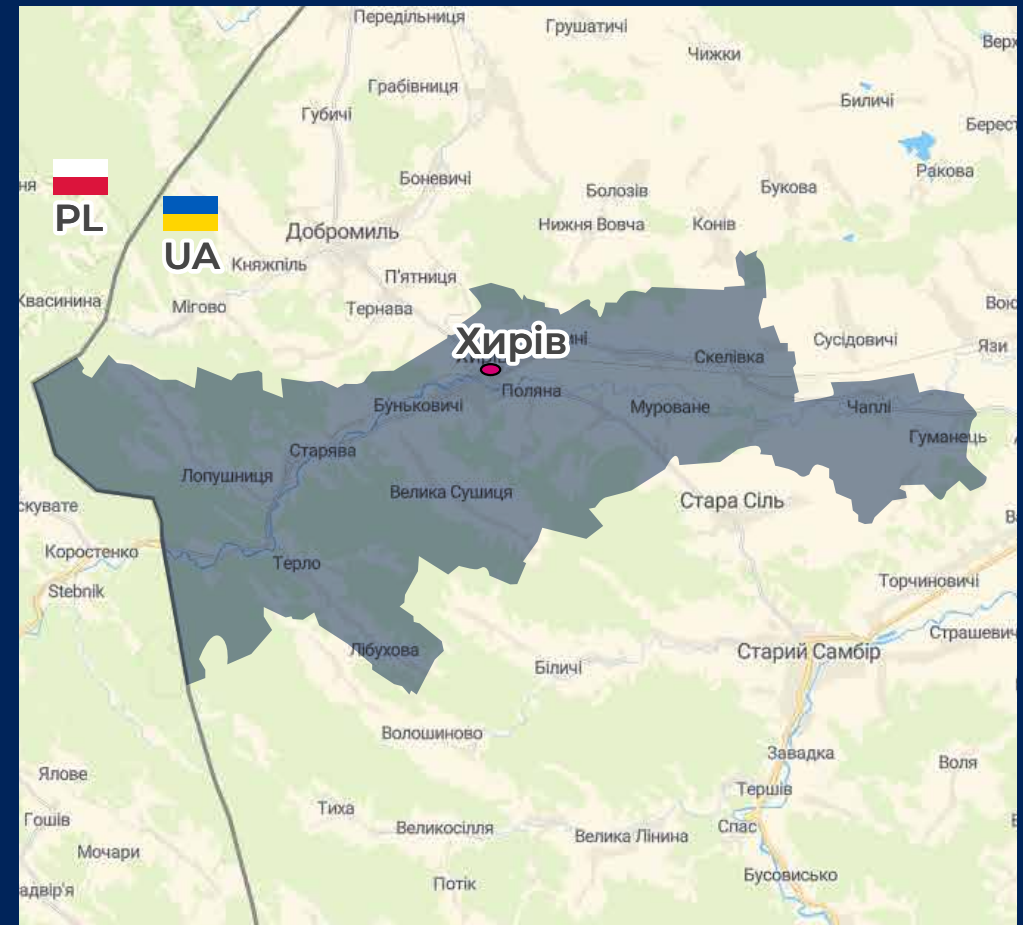 Передільниця
Грушатичі
Чижки
Грабівниця
Биличі
Губичі
Ракова
Боневичі
Болозів
Букова
PL
Нижня Вовча
Конів
Добромиль
UA
Княжпіль
П'ятниця
Квасинина
Мігово
Тернава
Сусідовичі
Язи
Хирів
Скелівка
Поляна
Буньковичі
Муроване
Чаплі
Гуманець
Старява
Лопушниця
Велика Сушиця
Стара Сіль
Коростенко
Терло
Торчиновичі
Stebnik
Лібухова
Старий Самбір
Біличі
Волошиново
Завадка
Воля
Ялове
Тершів
Тиха
Гошів
Великосілля
Велика Лінина
Спас
Мочари
Бусовисько
Потік